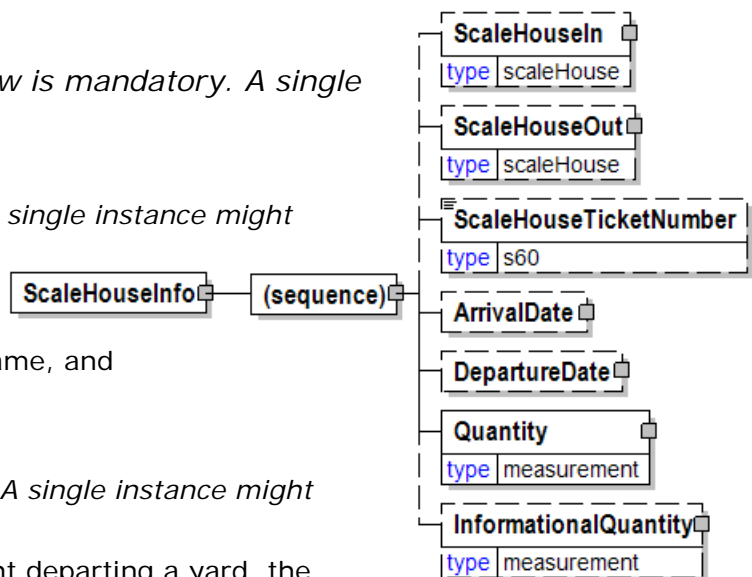 ScaleHouseIn
type scaleHouse
w is mandatory. A single
ScaleHouseOut
type scaleHouse
single instance might
ScaleHouseTicketNumber
type s60
ScaleHouseInfo
(sequence)
ArrivalDate
ame, and
DepartureDate
Quantity
type measurement
A single instance might
InformationalQuantity
type measurement
nt departing a yard, the